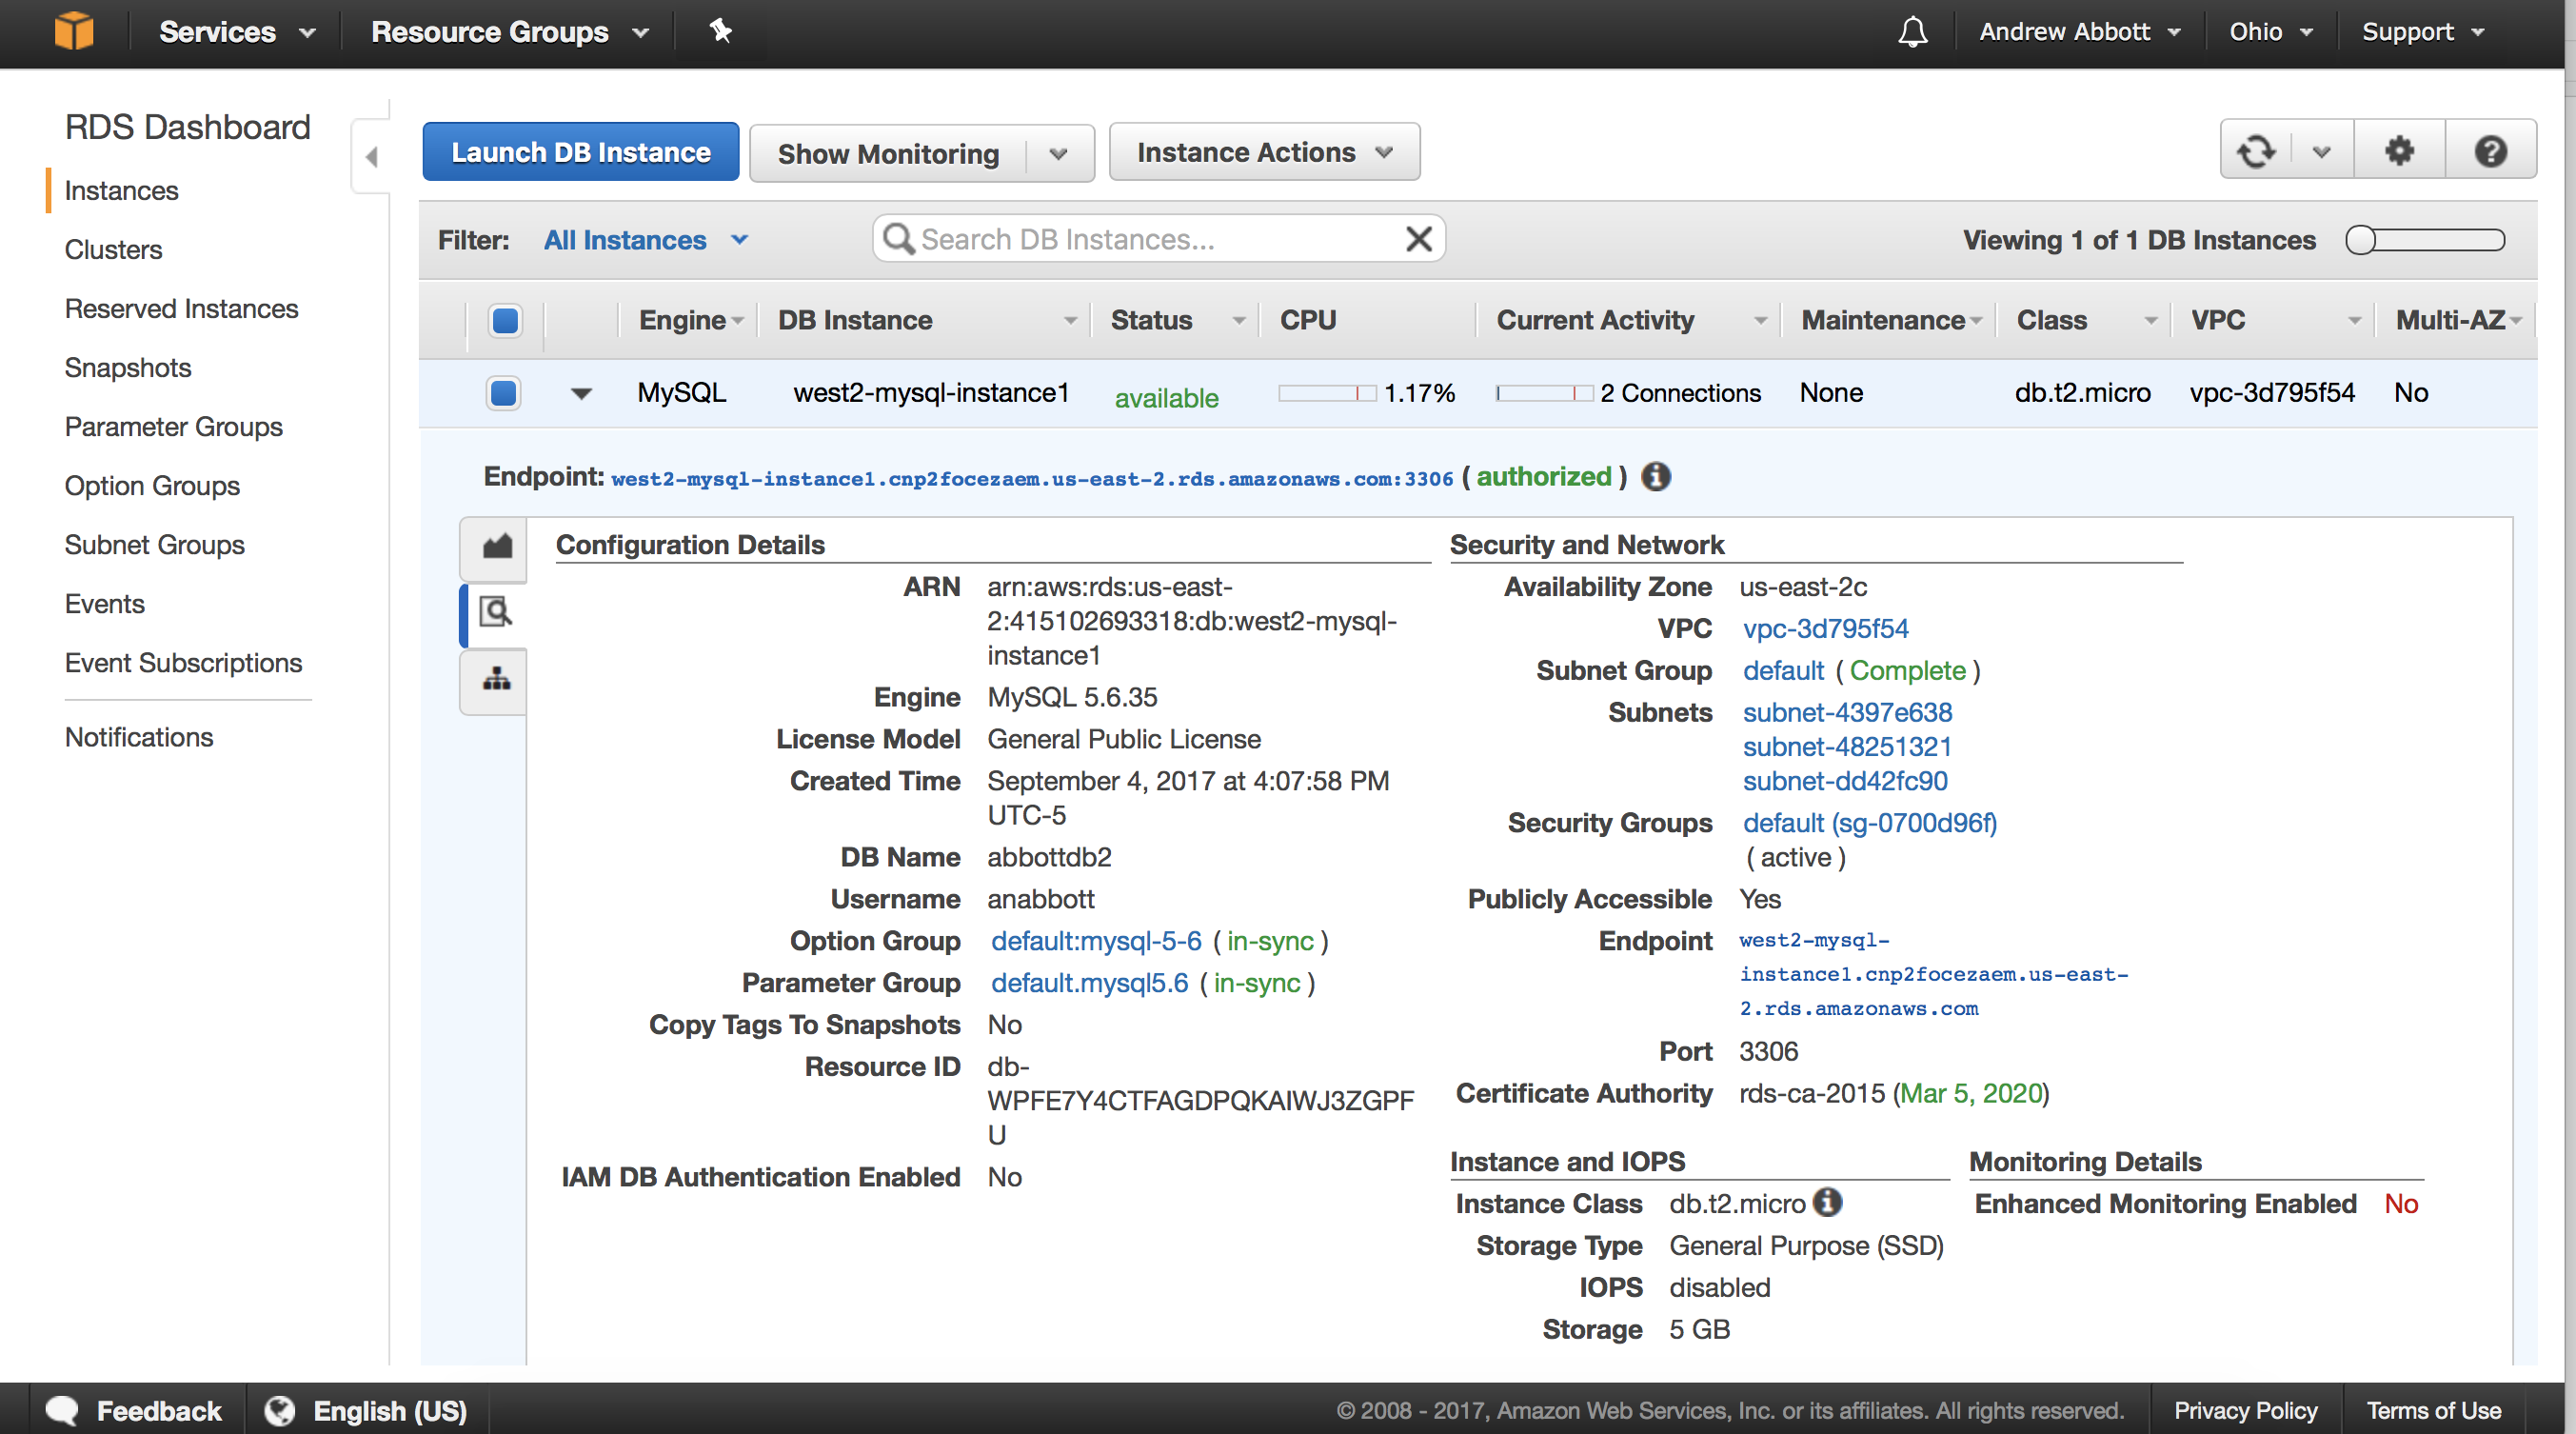 Services Resource Groups Andrew Abbott Ohio Support
RDS Dashboard
Instances
Clusters
Reserved Instances
Snapshots
Parameter Groups
Option Groups
Subnet Groups
Events
Event Subscriptions
Notifications
Launch DB Instance Show Monitoring Instance Actions
Filter: All Instances Search DB Instances... Viewing 1 of 1 DB Instances
Engine DB Instance Status CPU Current Activity Maintenance Class VPC Multi-AZ
MySQL west2-mysql-instance1 available 1.17% 2 Connections None db.t2.micro vpc-3d795f54 No
Endpoint: west2-mysql-instance1.cnp2focezaem.us-east-2.rds.amazonaws.com:3306 ( authorized )
Configuration Details
ARN arn:aws:rds:us-east-
2:415102693318:db:west2-mysql-
instance1
Engine MySQL 5.6.35
License Model General Public License
Created Time September 4, 2017 at 4:07:58 PM
UTC-5
DB Name abbottdb2
Username anabbott
Option Group default:mysql-5-6 ( in-sync )
Parameter Group default.mysql5.6 ( in-sync )
Copy Tags To Snapshots No
Resource ID db-
WPFE7Y4CTFAGDPQKAIWJ3ZGPF
U
IAM DB Authentication Enabled No
Security and Network
Availability Zone us-east-2c
VPC vpc-3d795f54
Subnet Group default ( Complete )
Subnets subnet-4397e638
subnet-48251321
subnet-dd42fc90
Security Groups default (sg-0700d96f)
( active )
Publicly Accessible Yes
Endpoint west2-mysql-
instance1.cnp2focezaem.us-east-
2.rds.amazonaws.com
Port 3306
Certificate Authority rds-ca-2015 (Mar 5, 2020)
Instance and IOPS
Instance Class db.t2.micro
Storage Type General Purpose (SSD)
IOPS disabled
Storage 5 GB
Monitoring Details
Enhanced Monitoring Enabled No
Feedback English (US) © 2008 - 2017, Amazon Web Services, Inc. or its affiliates. All rights reserved. Privacy Policy Terms of Use